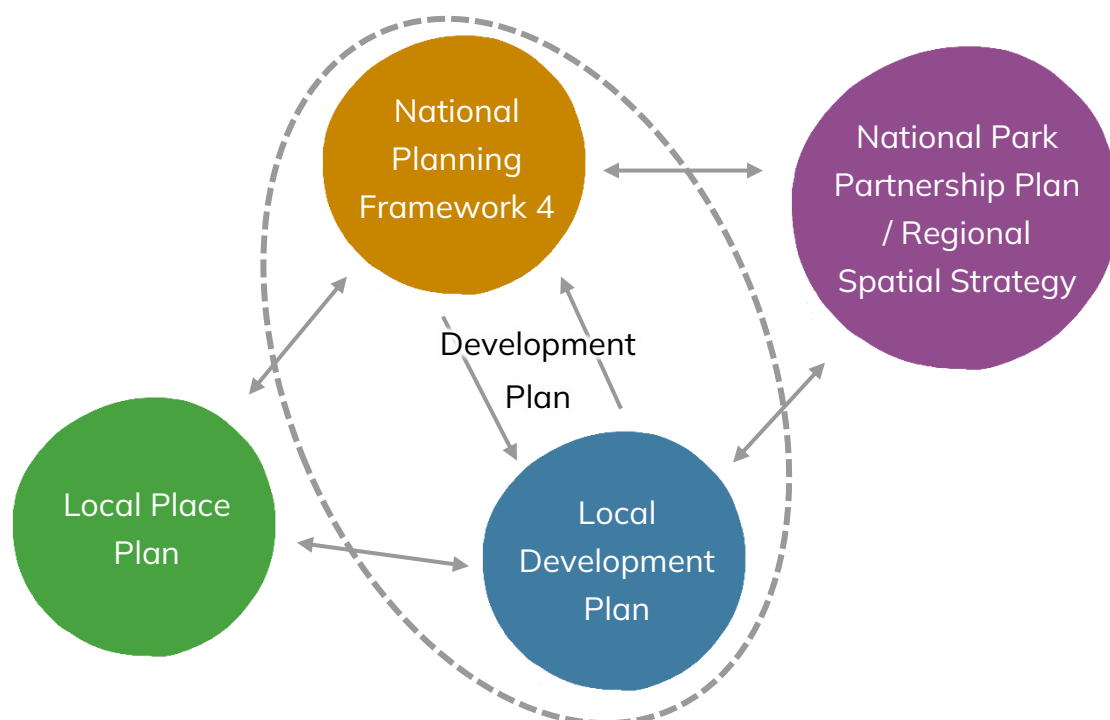 National
Planning
Framework 4
National Park
Partnership Plan
/ Regional
Spatial Strategy
Development
Plan
Local Place
Plan
Local
Development
Plan